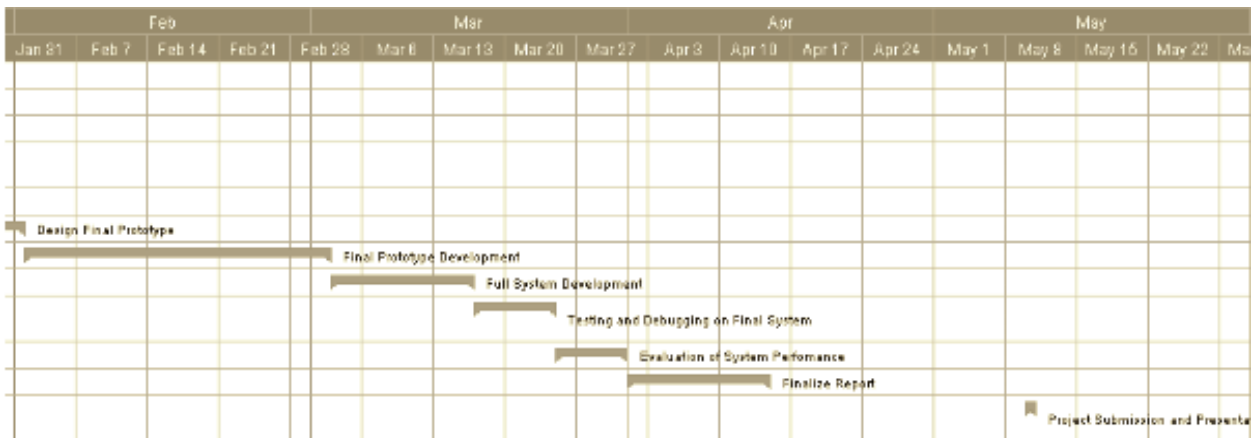 Feb Mar Apr May
Jan 31 Feb 7 Feb 14 Feb 21 Feb 28 Mar 6 Mar 13 Mar 20 Mar 27 Apr 3 Apr 10 Apr 17 Apr 24 May 1 May 8 May 15 May 22 Ma
Design Final Prototype
Final Prototype Development
Full System Development
Testing and Debugging on Final System
Evaluation of System Perfomance
Finalize Report
Project Submission and Presenta